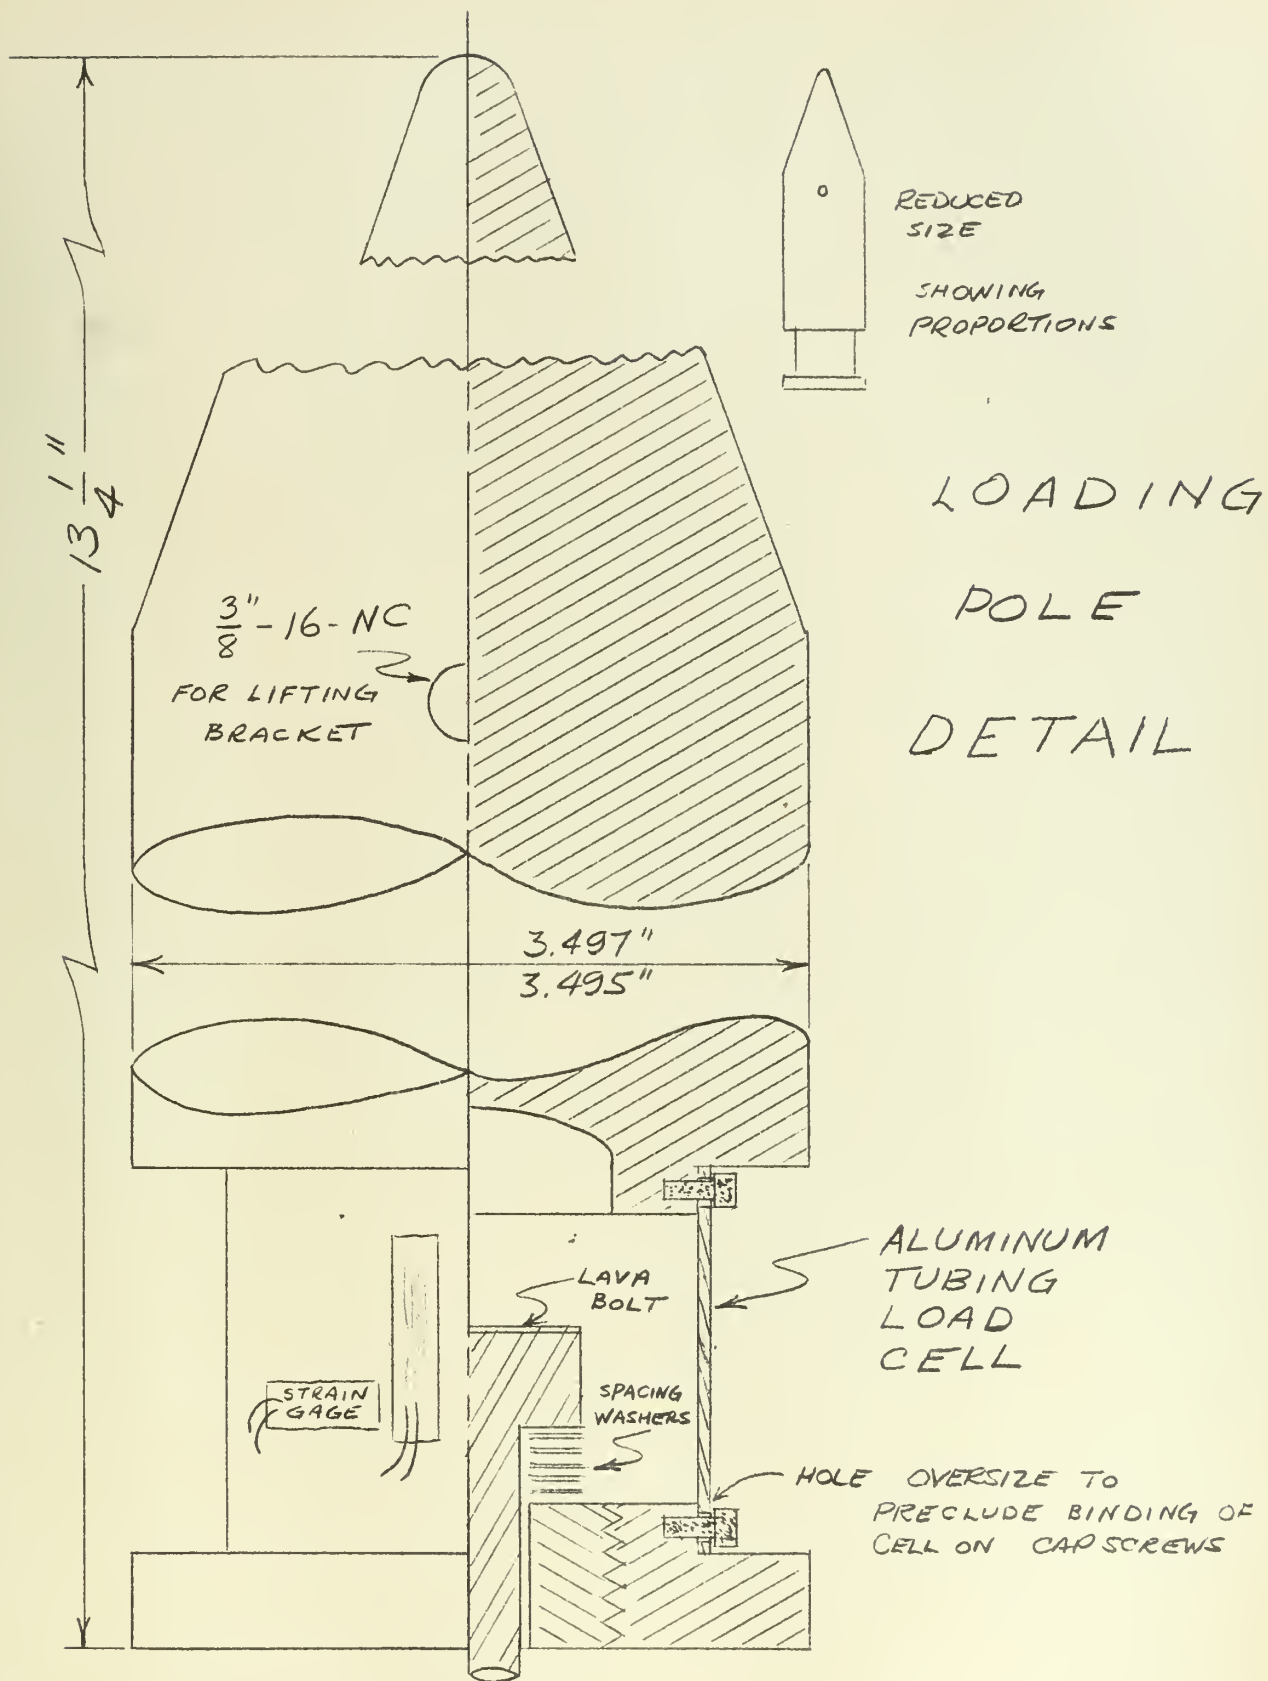 REDUCED
SIZE
SHOWING
PROPORTIONS
LOADING
POLE
DETAIL
13 1/4"
3/8"-16-NC
FOR LIFTING
BRACKET
3.497"
3.495"
LAVA
BOLT
ALUMINUM
TUBING
LOAD
CELL
STRAIN
GAGE
SPACING
WASHERS
HOLE OVERSIZE TO
PRECLUDE BINDING OF
CELL ON CAP SCREWS